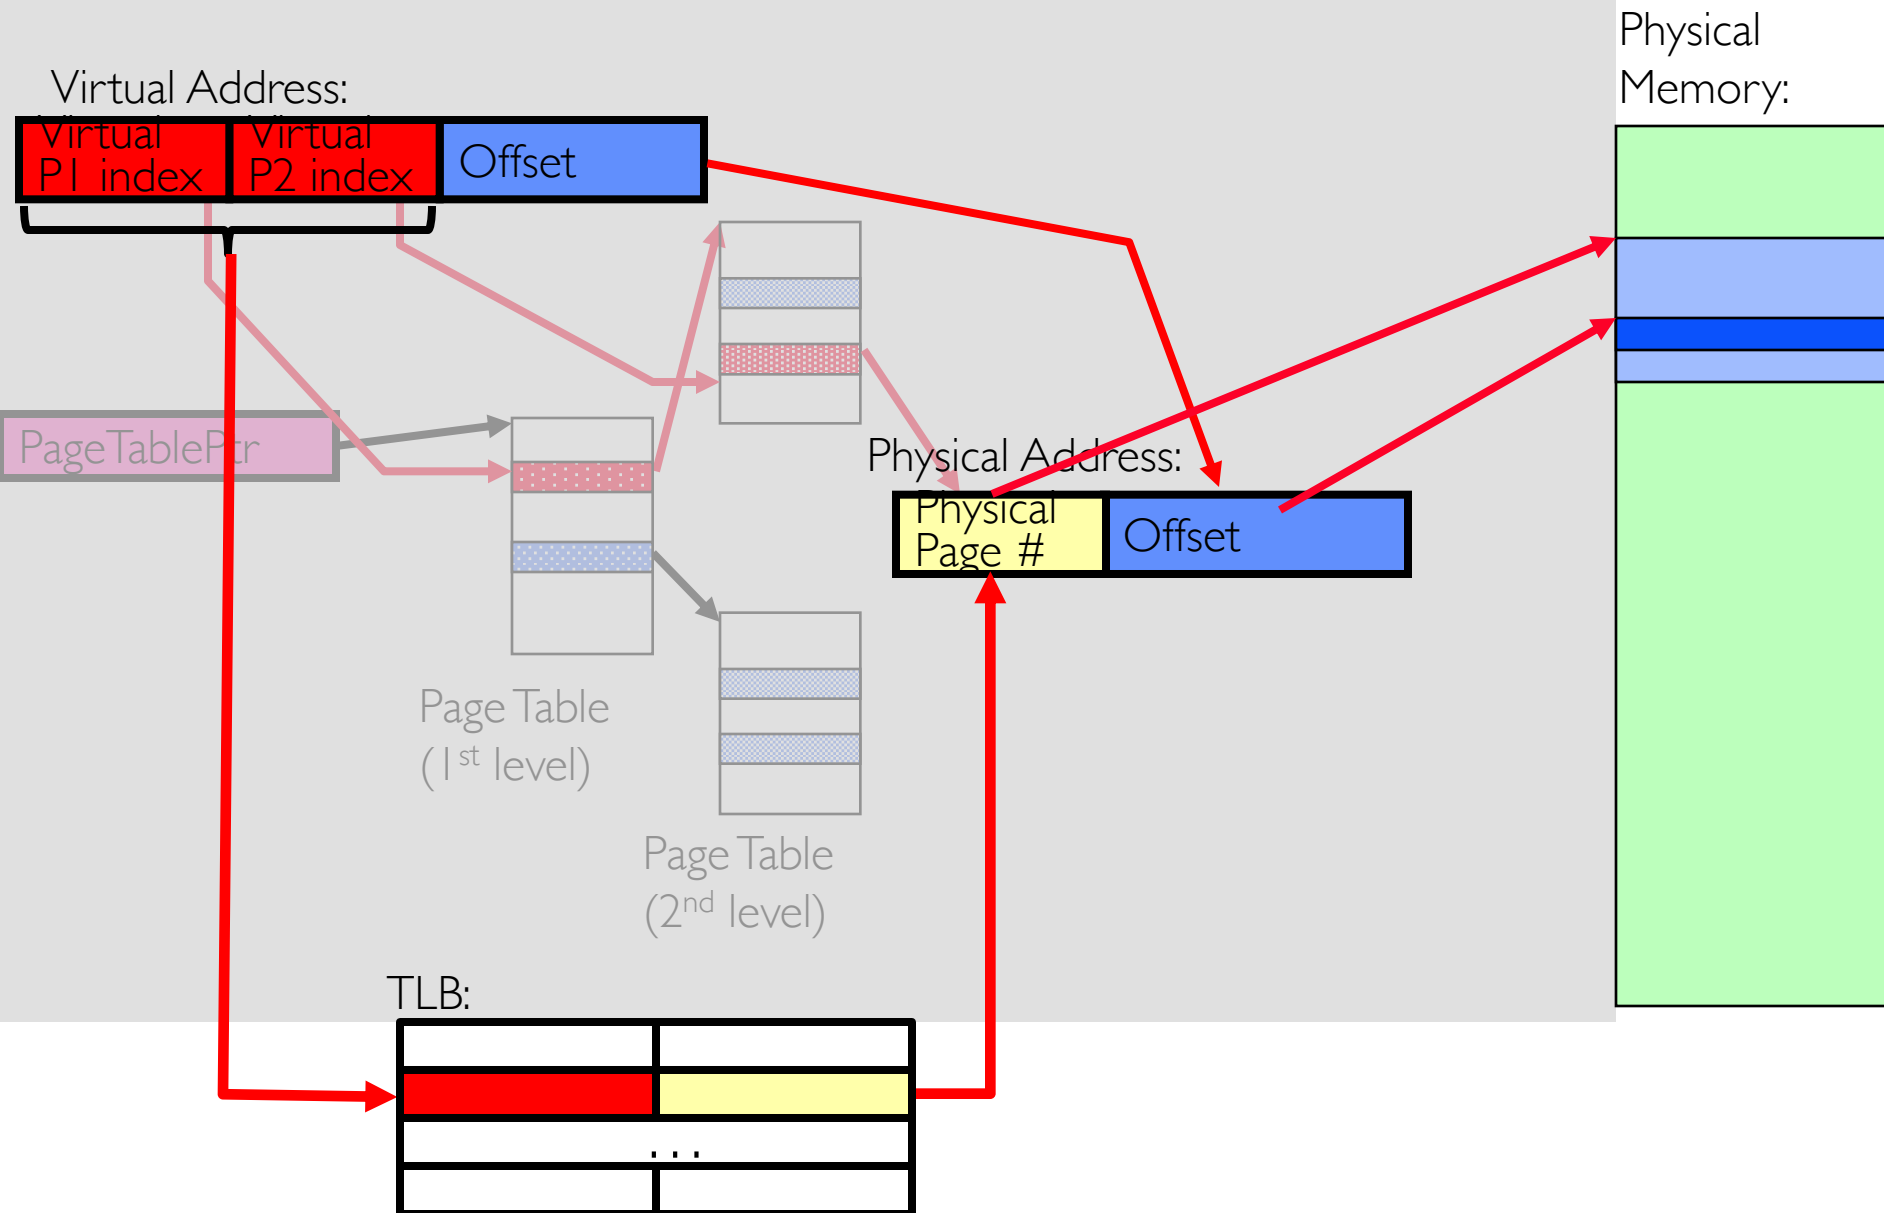 Physical
Memory:
Virtual Address:
Virtual
P1 index
Virtual
P2 index
Offset
PageTablePtr
Physical Address:
Physical
Page #
Offset
Page Table
(1st level)
Page Table
(2nd level)
TLB:
...